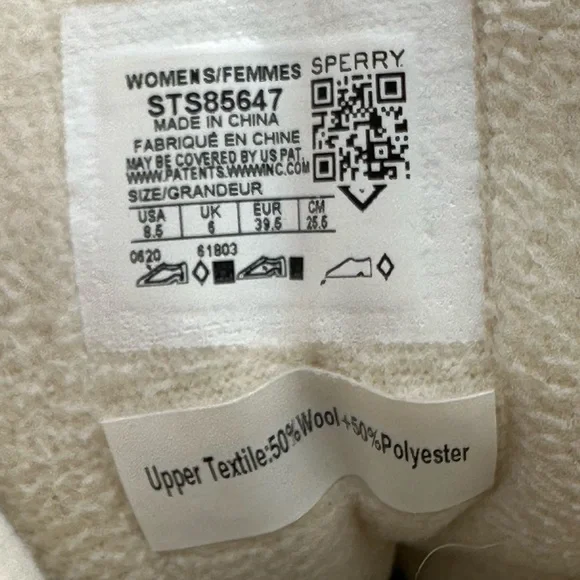 WOMENS/FEMMES SPERRY
STS85647
MADE IN CHINA
FABRIQUÉ EN CHINE
MAY BE COVERED BY US PAT.
WWW.PATENTS.WWWINC.COM
SIZE/GRANDEUR
USA UK EUR CM
8.5 6 39.5 25.5
0620 61803
Upper Textile:50%Wool+50%Polyester